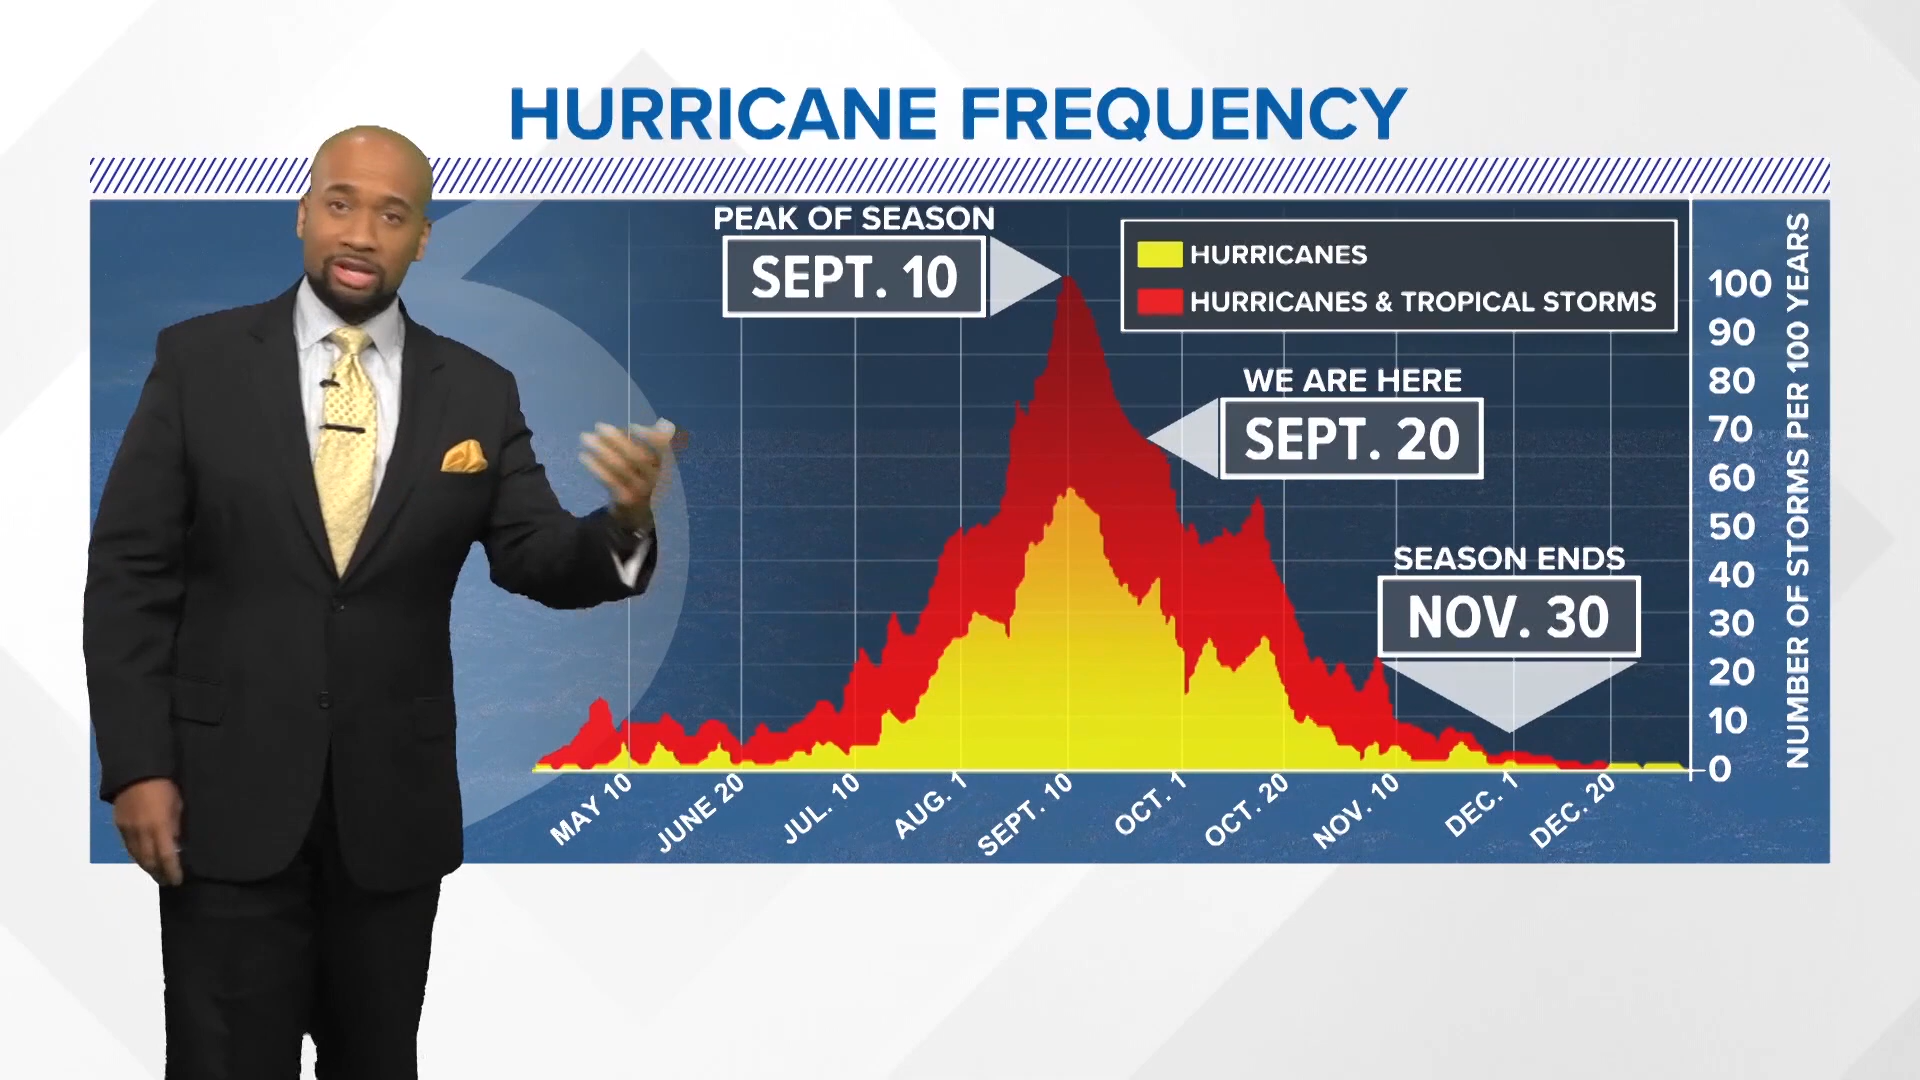 HURRICANE FREQUENCY
PEAK OF SEASON
SEPT. 10
HURRICANES
HURRICANES & TROPICAL STORMS
WE ARE HERE
SEPT. 20
SEASON ENDS
NOV. 30
100
90
80
70
60
50
40
30
20
10
0
NUMBER OF STORMS PER 100 YEARS
MAY 10
JUNE 20
JUL. 10
AUG. 1
SEPT. 10
OCT. 1
OCT. 20
NOV. 10
DEC. 1
DEC. 20